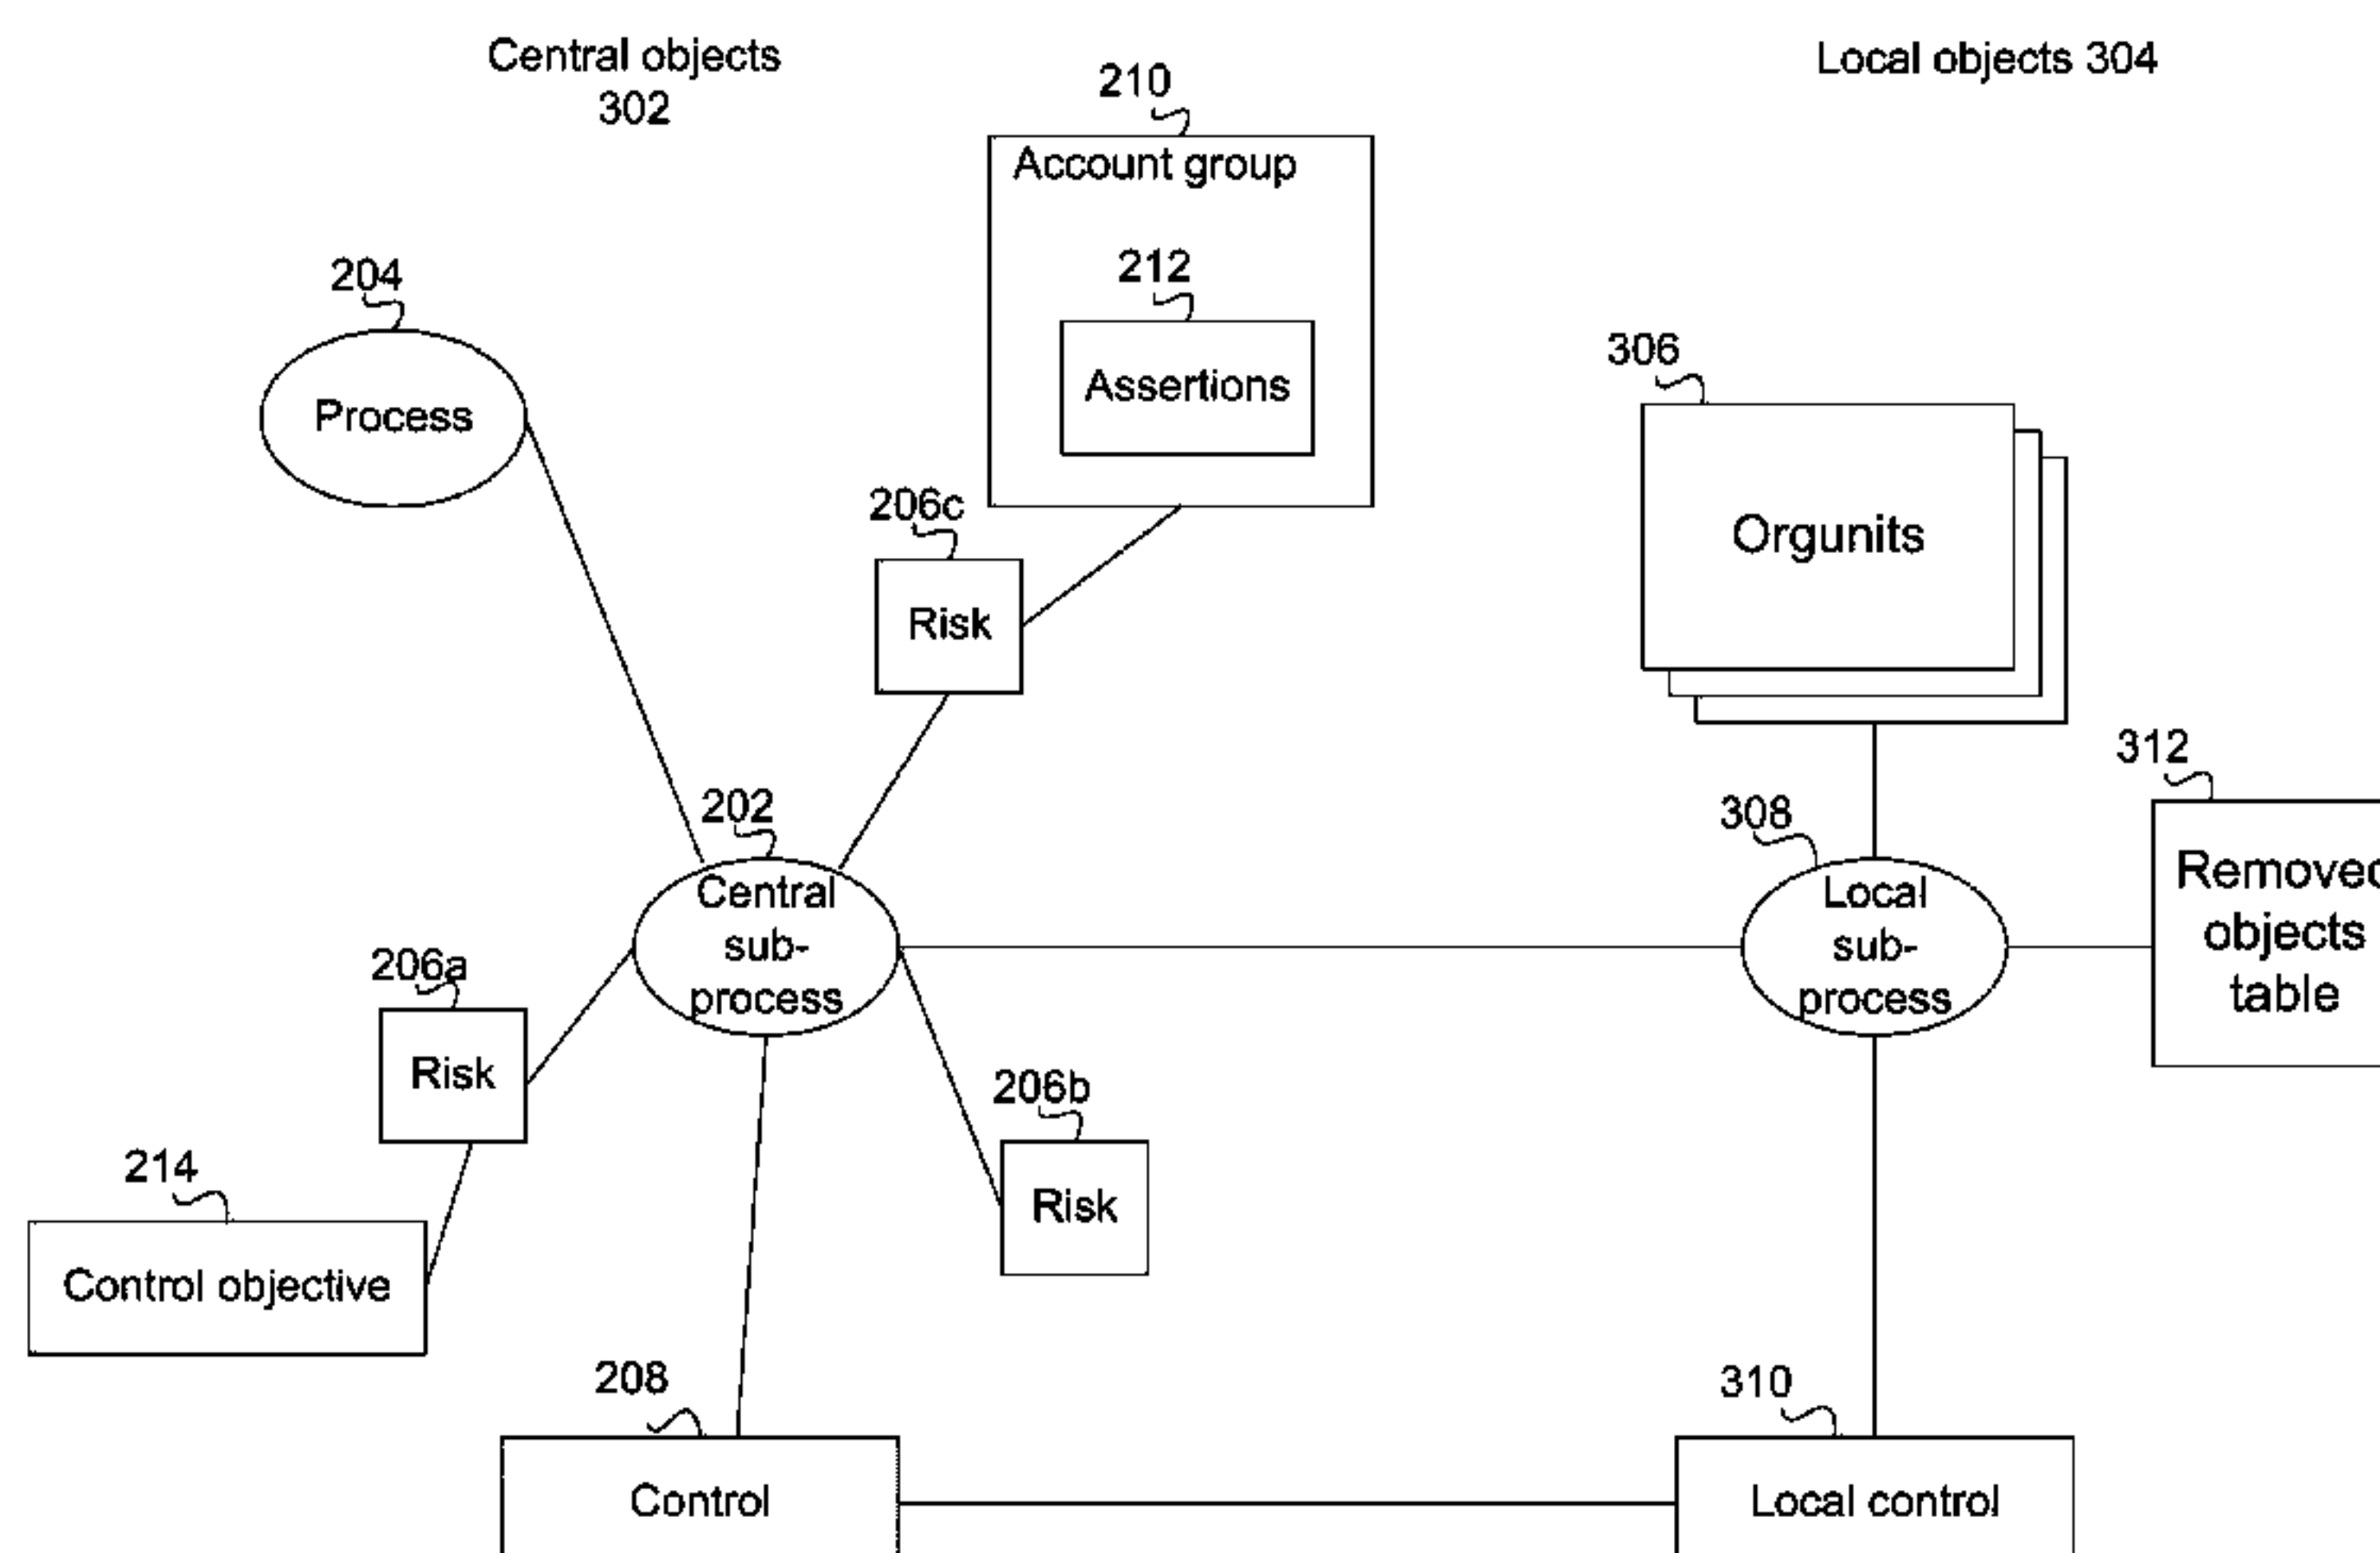 Central objects
302
Local objects 304
210
Account group
212
Assertions
204
Process
306
Orgunits
206c
Risk
312
Removed
objects
table
202
Central
sub-
process
308
Local
sub-
process
206a
Risk
206b
Risk
214
Control objective
208
Control
310
Local control